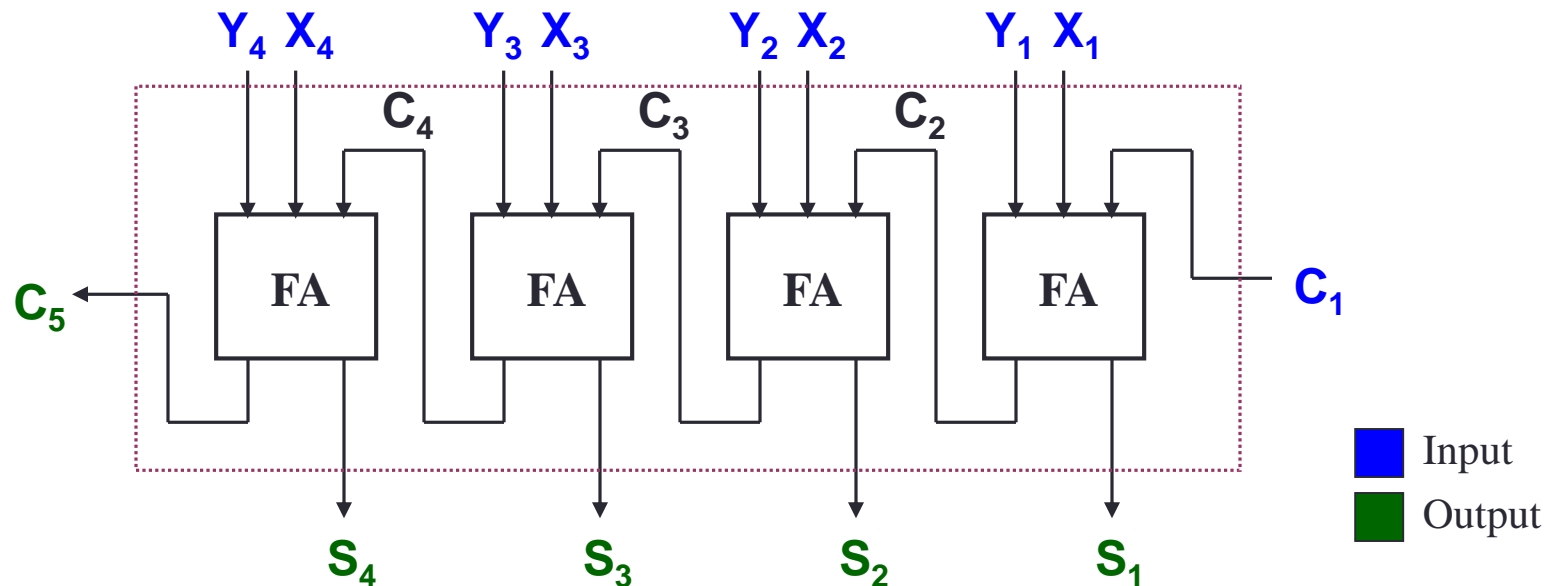 Y₄ X₄ Y₃ X₃ Y₂ X₂ Y₁ X₁
C₄ C₃ C₂
FA FA FA FA
C₅ C₁
Input
Output
S₄ S₃ S₂ S₁